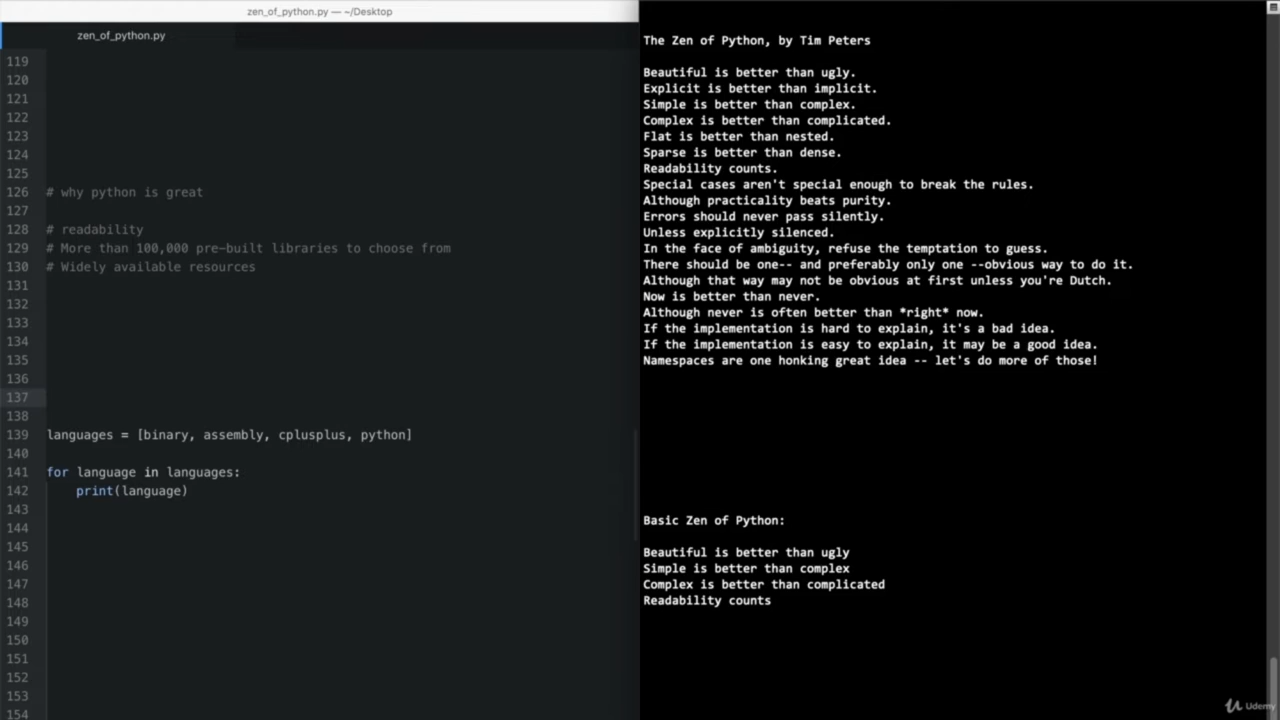 zen_of_python.py — ~/Desktop
zen_of_python.py
119
120
121
122
123
124
125
126 # why python is great
127
128 # readability
129 # More than 100,000 pre-built libraries to choose from
130 # Widely available resources
131
132
133
134
135
136
137
138
139 languages = [binary, assembly, cplusplus, python]
140
141 for language in languages:
142     print(language)
143
144
145
146
147
148
149
150
151
152
153
154
The Zen of Python, by Tim Peters
Beautiful is better than ugly.
Explicit is better than implicit.
Simple is better than complex.
Complex is better than complicated.
Flat is better than nested.
Sparse is better than dense.
Readability counts.
Special cases aren't special enough to break the rules.
Although practicality beats purity.
Errors should never pass silently.
Unless explicitly silenced.
In the face of ambiguity, refuse the temptation to guess.
There should be one-- and preferably only one --obvious way to do it.
Although that way may not be obvious at first unless you're Dutch.
Now is better than never.
Although never is often better than *right* now.
If the implementation is hard to explain, it's a bad idea.
If the implementation is easy to explain, it may be a good idea.
Namespaces are one honking great idea -- let's do more of those!
Basic Zen of Python:
Beautiful is better than ugly
Simple is better than complex
Complex is better than complicated
Readability counts
Udemy